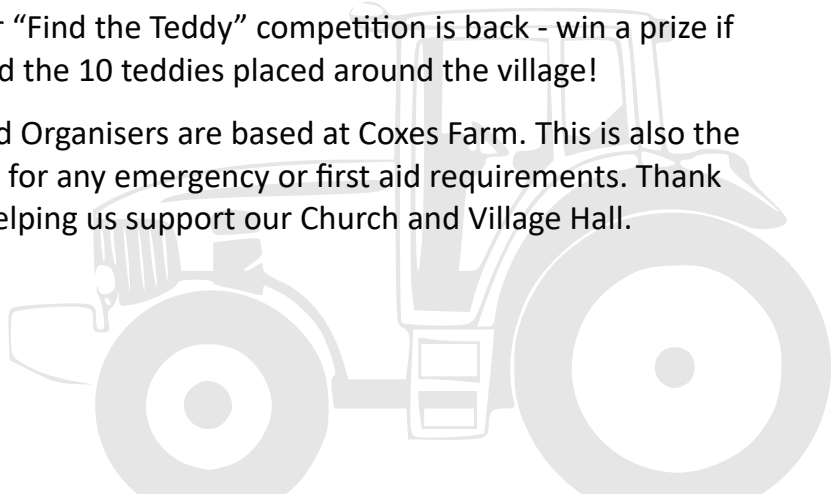 “Find the Teddy” competition is back - win a prize if
the 10 teddies placed around the village!
Organisers are based at Coxes Farm. This is also the
for any emergency or first aid requirements. Thank
us support our Church and Village Hall.